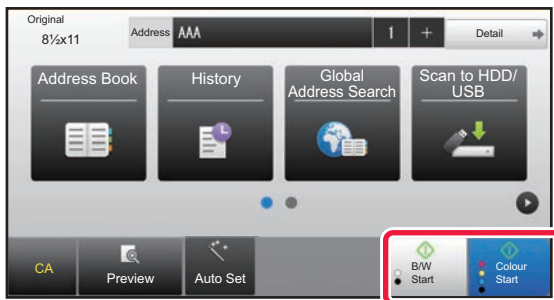 Original
8½x11
Address AAA 1 + Detail
Address Book
History
Global
Address Search
Scan to HDD/
USB
CA
Preview
Auto Set
B/W
Start
Colour
Start